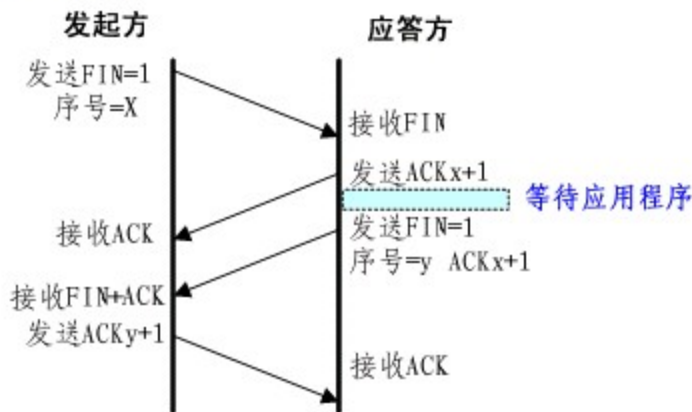 发起方
应答方
发送FIN=1
序号=X
接收FIN
发送ACKx+1
等待应用程序
接收ACK
发送FIN=1
序号=y ACKx+1
接收FIN+ACK
发送ACKy+1
接收ACK